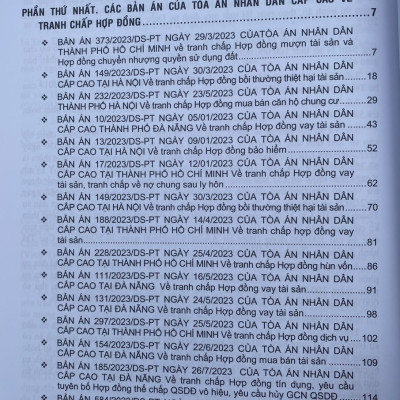 PHẦN THỨ NHẤT. CÁC BẢN ÁN CỦA TÒA ÁN NHÂN DÂN CẤP CAO VỀ
TRANH CHẤP HỢP ĐỒNG 7
❖ BẢN ÁN 373/2023/DS-PT NGÀY 29/3/2023 CỦATÒA ÁN NHÂN DÂN
THÀNH PHỐ HỒ CHÍ MINH về tranh chấp Hợp đồng mượn tài sản và
Hợp đồng chuyển nhượng quyền sử dụng đất
❖ BẢN ÁN 149/2023/DS-PT NGÀY 30/3/2023 CỦA TÒA ÁN NHÂN DÂN
CẤP CAO TẠI HÀ NỘI Về tranh chấp Hợp đồng bồi thường thiệt hại tài sản 18
❖ BẢN ÁN 232/2023/DS-PT NGÀY 23/5/2023 CỦA TÒA ÁN NHÂN DÂN
THÀNH PHỐ HỒ CHÍ MINH Về tranh chấp Hợp đồng mua bán căn hộ chung cư 29
❖ BẢN ÁN 10/2023/DS-PT NGÀY 05/01/2023 CỦA TÒA ÁN NHÂN DÂN
CẤP CAO THÀNH PHỐ ĐÀ NẴNG Về tranh chấp Hợp đồng vay tài sản 43
❖ BẢN ÁN 13/2023/DS-PT NGÀY 09/01/2023 CỦA TÒA ÁN NHÂN DÂN
CẤP CAO TẠI HÀ NỘI Về tranh chấp Hợp đồng bảo hiểm 52
❖ BẢN ÁN 17/2023/DS-PT NGÀY 12/01/2023 CỦA TÒA ÁN NHÂN DÂN
CẤP CAO TẠI THÀNH PHỐ HỒ CHÍ MINH Về tranh chấp Hợp đồng vay
tài sản, tranh chấp về nợ chung sau ly hôn 62
❖ BẢN ÁN 149/2023/DS-PT NGÀY 30/3/2023 CỦA TÒA ÁN NHÂN DÂN
CẤP CAO TẠI HÀ NỘI Về tranh chấp Hợp đồng bồi thường thiệt hại tài sản 70
❖ BẢN ÁN 188/2023/DS-PT NGÀY 14/4/2023 CỦA TÒA ÁN NHÂN DÂN
CẤP CAO TẠI THÀNH PHỐ HỒ CHÍ MINH Về tranh chấp Hợp đồng vay
tài sản 81
❖ BẢN ÁN 228/2023/DS-PT NGÀY 25/4/2023 CỦA TÒA ÁN NHÂN DÂN
CẤP CAO TẠI THÀNH PHỐ HỒ CHÍ MINH Về tranh chấp Hợp đồng hùn vốn 86
❖ BẢN ÁN 111/2023/DS-PT NGÀY 16/5/2023 CỦA TÒA ÁN NHÂN DÂN
CẤP CAO TẠI ĐÀ NẴNG Về tranh chấp Hợp đồng vay tài sản 91
❖ BẢN ÁN 131/2023/DS-PT NGÀY 24/5/2023 CỦA TÒA ÁN NHÂN DÂN
CẤP CAO TẠI ĐÀ NẴNG Về tranh chấp Hợp đồng vay tài sản 98
❖ BẢN ÁN 297/2023/DS-PT NGÀY 25/5/2023 CỦA TÒA ÁN NHÂN DÂN
CẤP CAO TẠI THÀNH PHỐ HỒ CHÍ MINH Về tranh chấp Hợp đồng dịch vụ 102
❖ BẢN ÁN 154/2023/DS-PT NGÀY 22/6/2023 CỦA TÒA ÁN NHÂN DÂN
CẤP CAO TẠI ĐÀ NẴNG Về tranh chấp Hợp đồng mua bán tài sản 109
❖ BẢN ÁN 185/2023/DS-PT NGÀY 26/7/2023 CỦA TÒA ÁN NHÂN DÂN
CẤP CAO TẠI ĐÀ NẴNG Về tranh chấp Hợp đồng tín dụng, yêu cầu
tuyên bố Hợp đồng thế chấp QSDĐ vô hiệu, yêu cầu hủy GCN QSDĐ 114